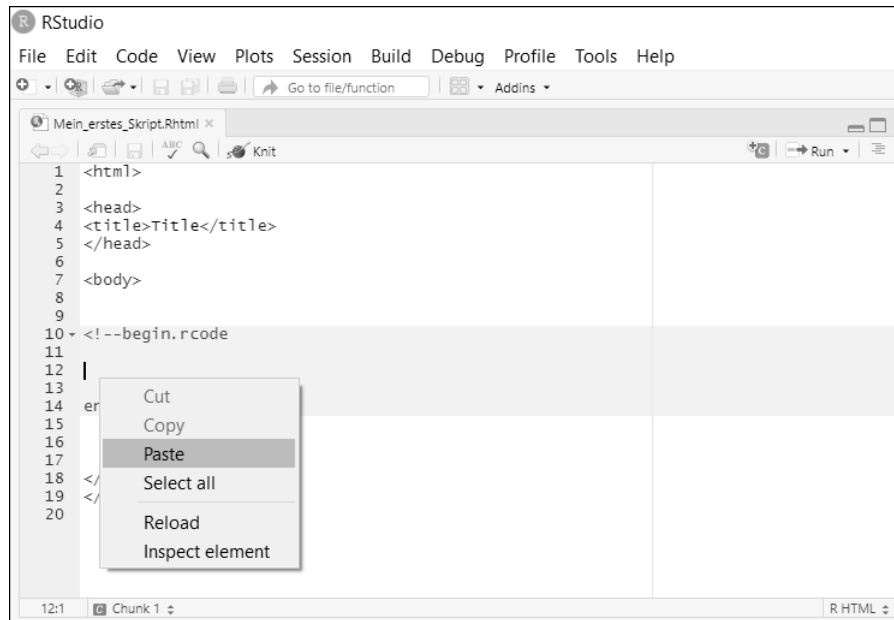 R RStudio
File Edit Code View Plots Session Build Debug Profile Tools Help
Go to file/function Addins
Mein_erstes_Skript.Rhtml ×
ABC Knit Run
1 <html>
2
3 <head>
4 <title>Title</title>
5 </head>
6
7 <body>
8
9
10 <!--begin.rcode
11
12
13
14 er
15
16
17
18 </
19 </
20
Cut
Copy
Paste
Select all
Reload
Inspect element
12:1 C Chunk 1 R HTML